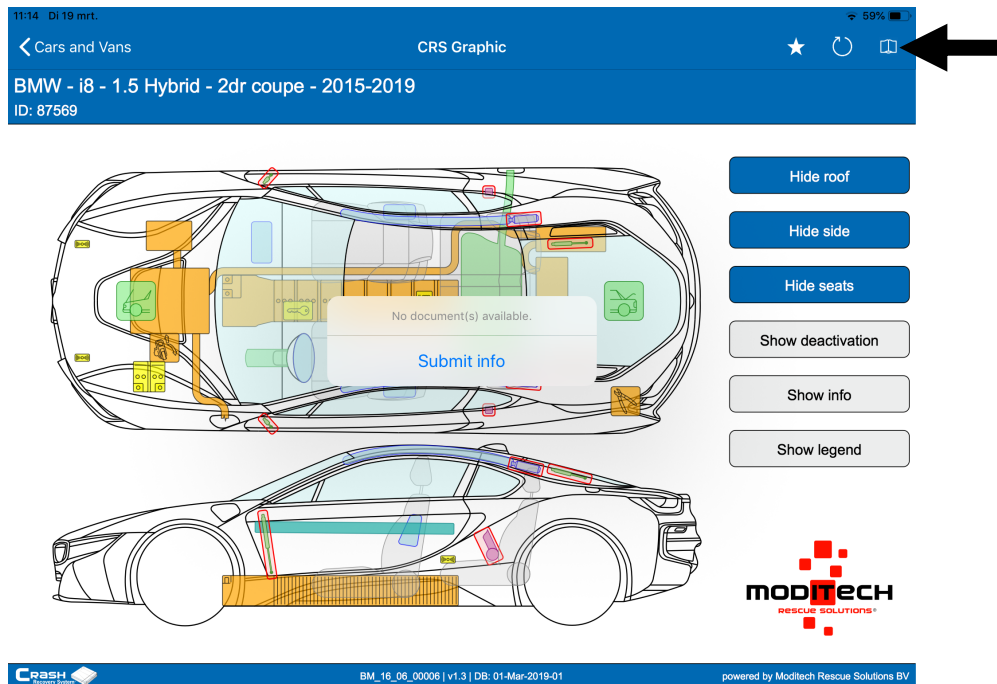 11:14 Di 19 mrt.
59%
Cars and Vans
CRS Graphic
BMW - i8 - 1.5 Hybrid - 2dr coupe - 2015-2019
ID: 87569
Hide roof
Hide side
Hide seats
No document(s) available.
Submit info
Show deactivation
Show info
Show legend
MODITECH
RESCUE SOLUTIONS®
CRASH
Recovery System
BM_16_06_00006 | v1.3 | DB: 01-Mar-2019-01
powered by Moditech Rescue Solutions BV